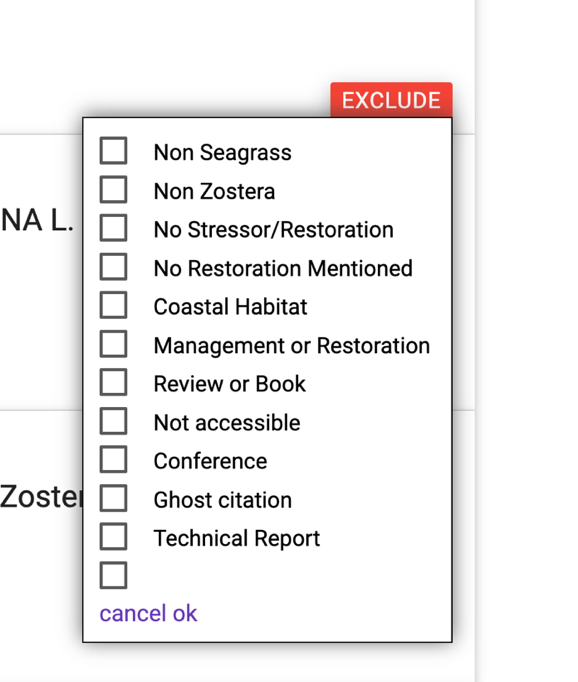 EXCLUDE
Non Seagrass
Non Zostera
No Stressor/Restoration
NA L.
No Restoration Mentioned
Coastal Habitat
Management or Restoration
Review or Book
Not accessible
Conference
Zoster
Ghost citation
Technical Report
cancel ok